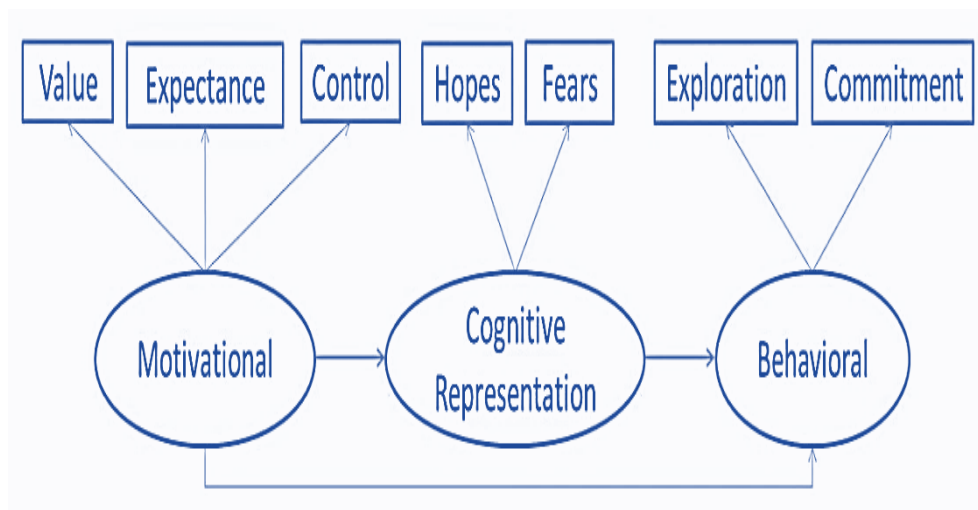 Value
Expectance
Control
Hopes
Fears
Exploration
Commitment
Motivational
Cognitive
Representation
Behavioral